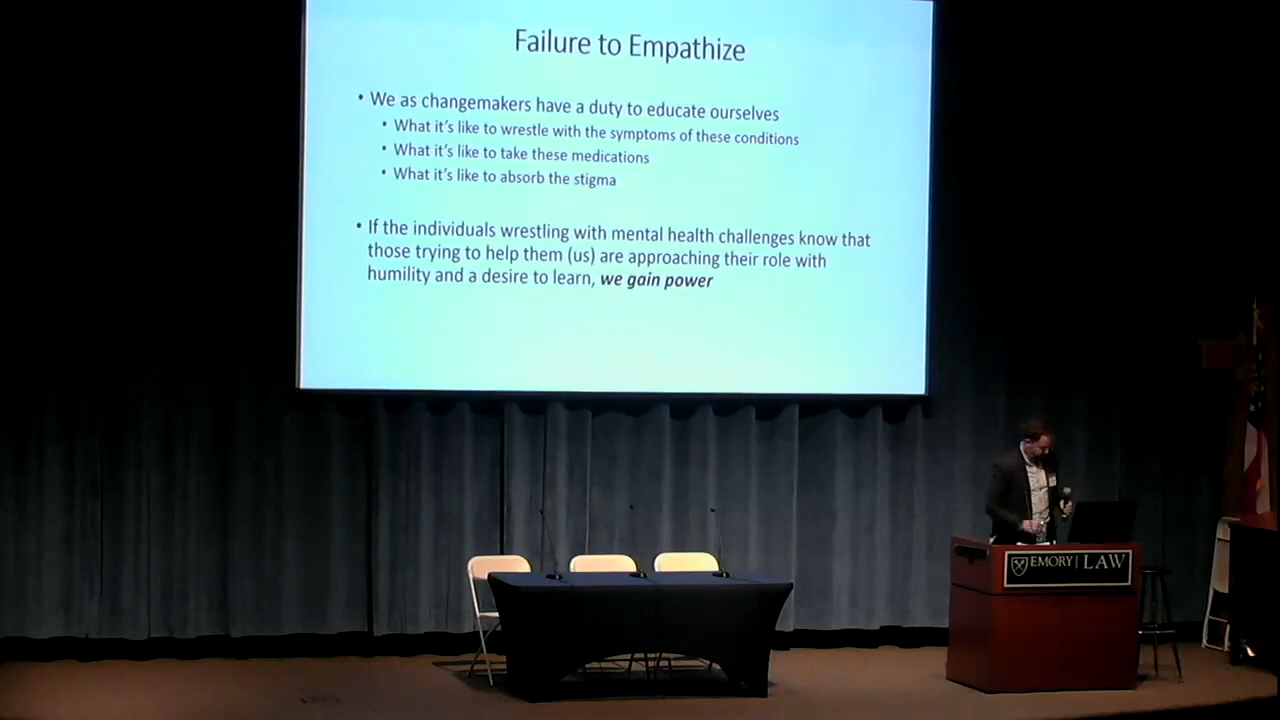 Failure to Empathize
• We as changemakers have a duty to educate ourselves
• What it's like to wrestle with the symptoms of these conditions
• What it's like to take these medications
• What it's like to absorb the stigma
• If the individuals wrestling with mental health challenges know that
those trying to help them (us) are approaching their role with
humility and a desire to learn, we gain power
EMORY | LAW